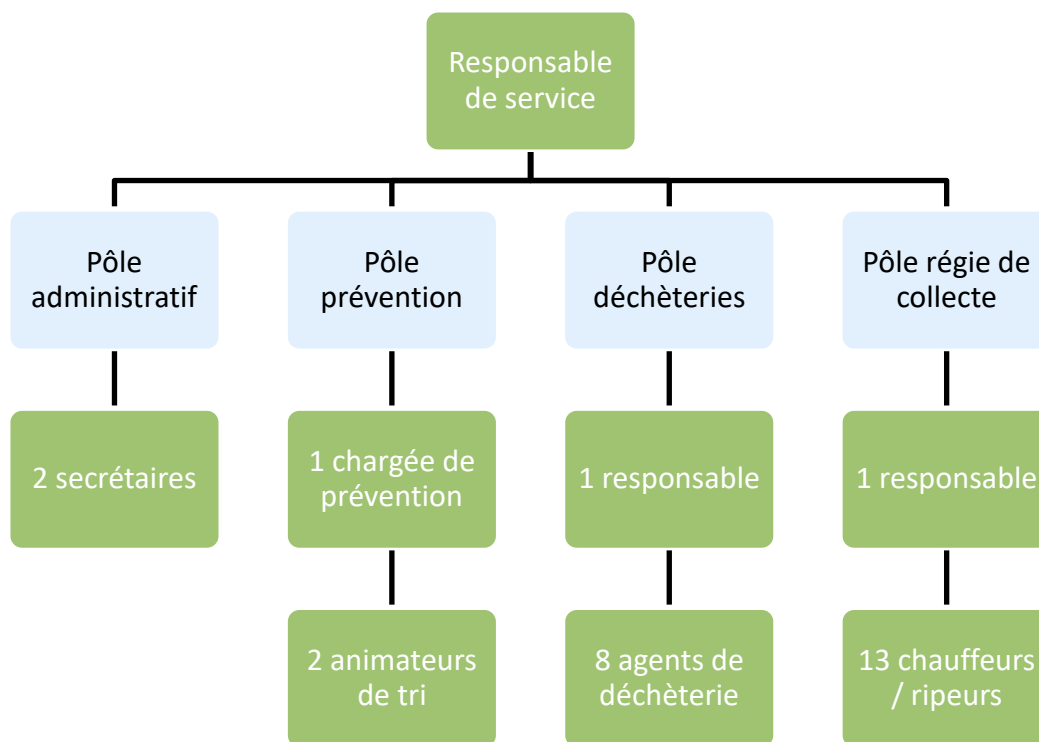 Responsable
de service
Pôle
administratif
Pôle
prévention
Pôle
déchèteries
Pôle régie de
collecte
2 secrétaires
1 chargée de
prévention
1 responsable
1 responsable
2 animateurs
de tri
8 agents de
déchèterie
13 chauffeurs
/ ripeurs